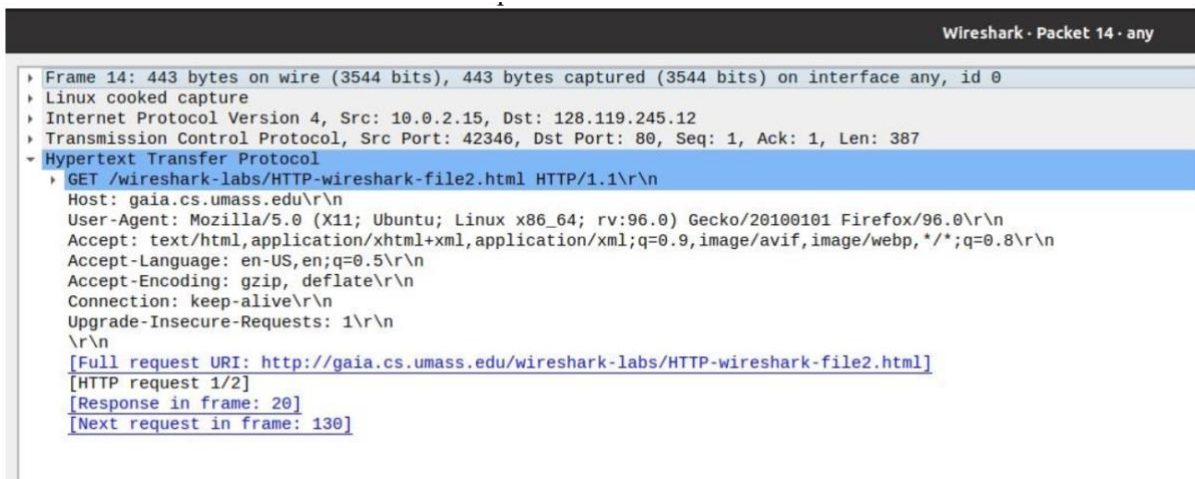 Wireshark · Packet 14 · any
Frame 14: 443 bytes on wire (3544 bits), 443 bytes captured (3544 bits) on interface any, id 0
Linux cooked capture
Internet Protocol Version 4, Src: 10.0.2.15, Dst: 128.119.245.12
Transmission Control Protocol, Src Port: 42346, Dst Port: 80, Seq: 1, Ack: 1, Len: 387
Hypertext Transfer Protocol
GET /wireshark-labs/HTTP-wireshark-file2.html HTTP/1.1\r\n
Host: gaia.cs.umass.edu\r\n
User-Agent: Mozilla/5.0 (X11; Ubuntu; Linux x86_64; rv:96.0) Gecko/20100101 Firefox/96.0\r\n
Accept: text/html,application/xhtml+xml,application/xml;q=0.9,image/avif,image/webp,*/*;q=0.8\r\n
Accept-Language: en-US,en;q=0.5\r\n
Accept-Encoding: gzip, deflate\r\n
Connection: keep-alive\r\n
Upgrade-Insecure-Requests: 1\r\n
\r\n
[Full request URI: http://gaia.cs.umass.edu/wireshark-labs/HTTP-wireshark-file2.html]
[HTTP request 1/2]
[Response in frame: 20]
[Next request in frame: 130]